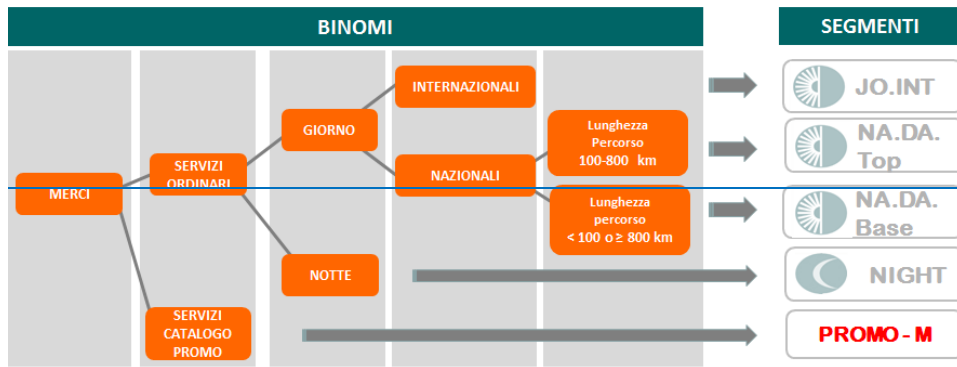 BINOMI
SEGMENTI
INTERNAZIONALI
JO.INT
GIORNO
Lunghezza
Percorso
100-800 km
NA.DA.
Top
SERVIZI
ORDINARI
NAZIONALI
MERCI
Lunghezza
percorso
< 100 o ≥ 800 km
NA.DA.
Base
NOTTE
NIGHT
SERVIZI
CATALOGO
PROMO
PROMO - M